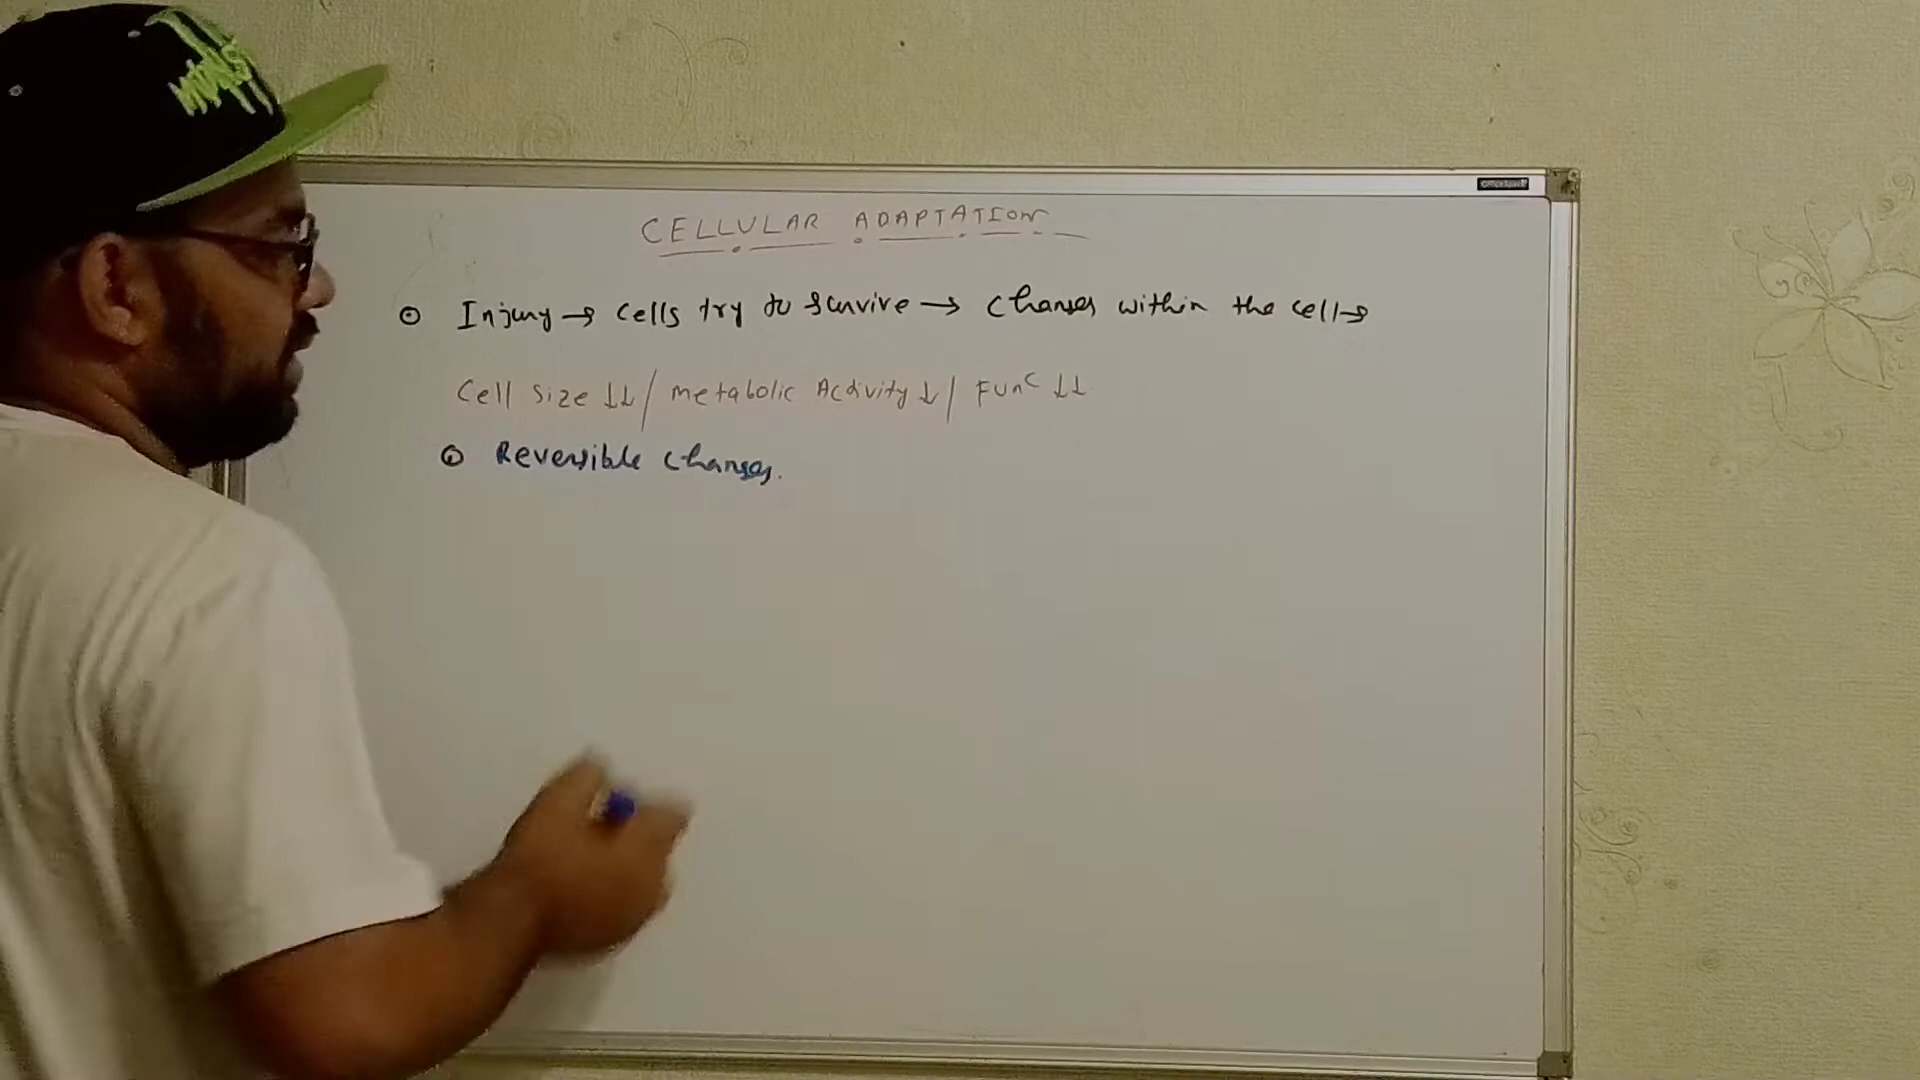 CELLULAR ADAPTATION
Injury → cells try to survive → Changes within the cell →
Cell Size ↓↓ / Metabolic Activity ↓ / Func ↓↓
Reversible Changes.